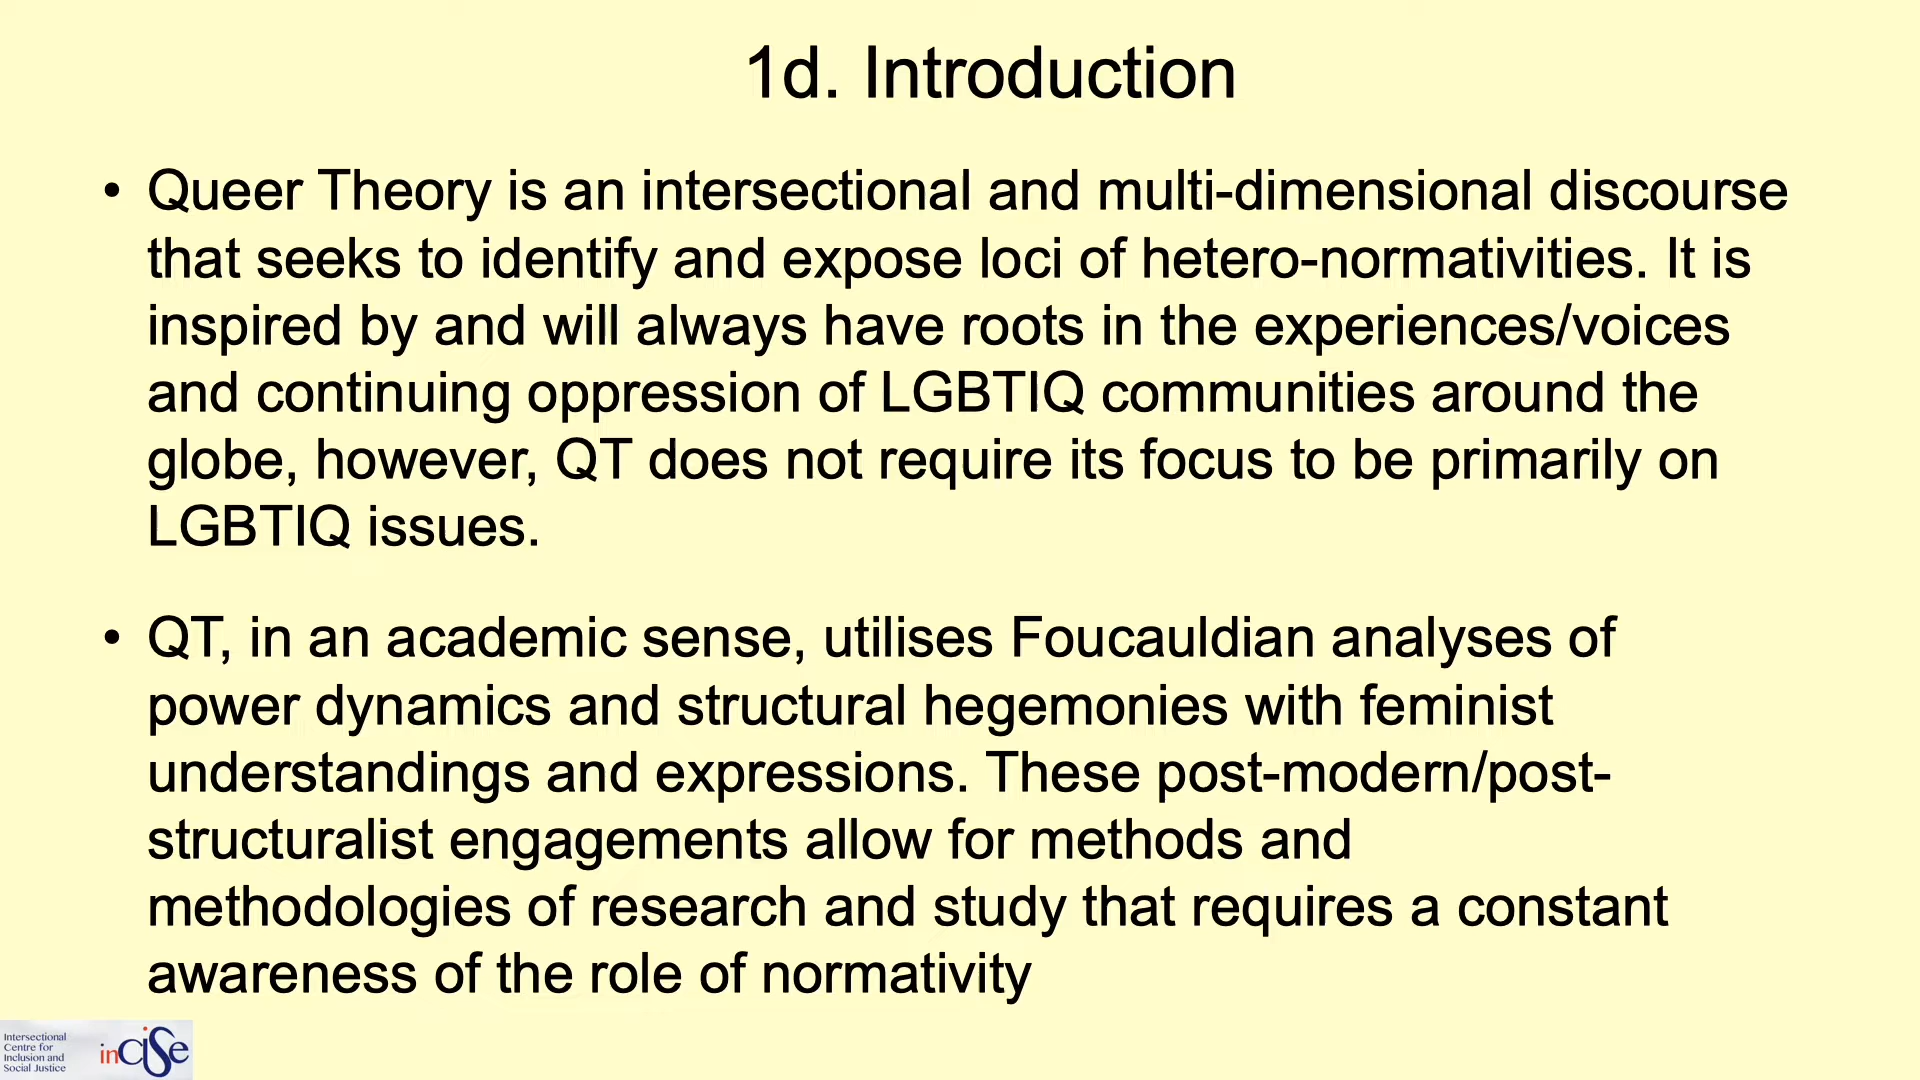 1d. Introduction
• Queer Theory is an intersectional and multi-dimensional discourse
that seeks to identify and expose loci of hetero-normativities. It is
inspired by and will always have roots in the experiences/voices
and continuing oppression of LGBTIQ communities around the
globe, however, QT does not require its focus to be primarily on
LGBTIQ issues.
• QT, in an academic sense, utilises Foucauldian analyses of
power dynamics and structural hegemonies with feminist
understandings and expressions. These post-modern/post-
structuralist engagements allow for methods and
methodologies of research and study that requires a constant
awareness of the role of normativity
Intersectional
Centre for
Inclusion and
Social Justice
inCISe